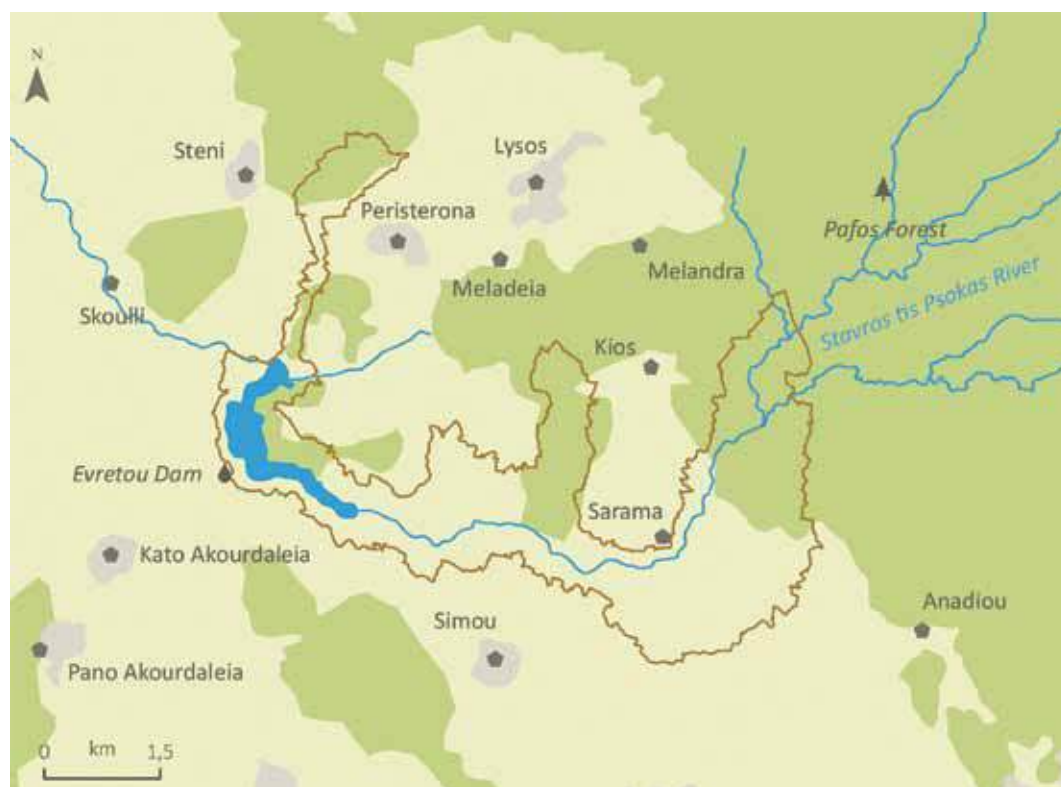 N
Steni
Lysos
Peristerona
Pafos Forest
Meladeia
Melandra
Skoulli
Stavros tis Psokas River
Kios
Evretou Dam
Sarama
Kato Akourdaleia
Anadiou
Simou
Pano Akourdaleia
0 km 1,5